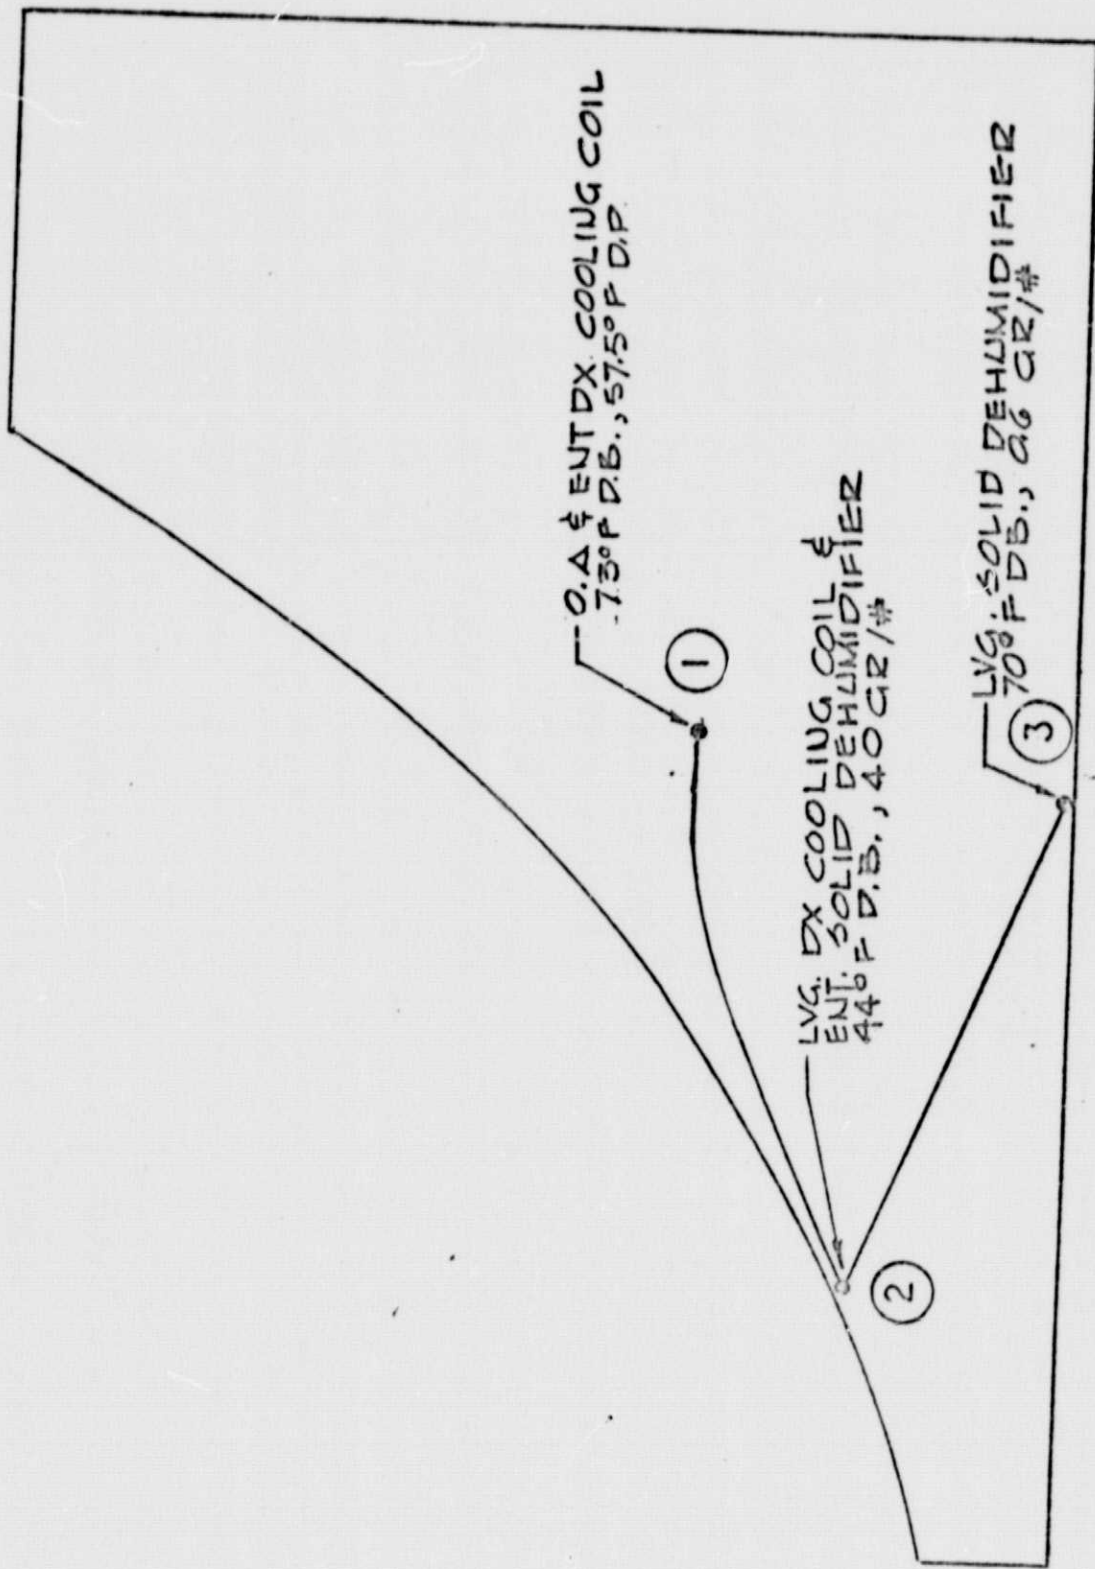 O.A & ENT DX COOLING COIL
73°F D.B., 57.5°F D.P.
1
LVG. DX COOLING COIL &
ENT. SOLID DEHUMIDIFIER
44°F D.B., 40 GR/#
2
LVG. SOLID DEHUMIDIFIER
70°F DB., GR/#
3